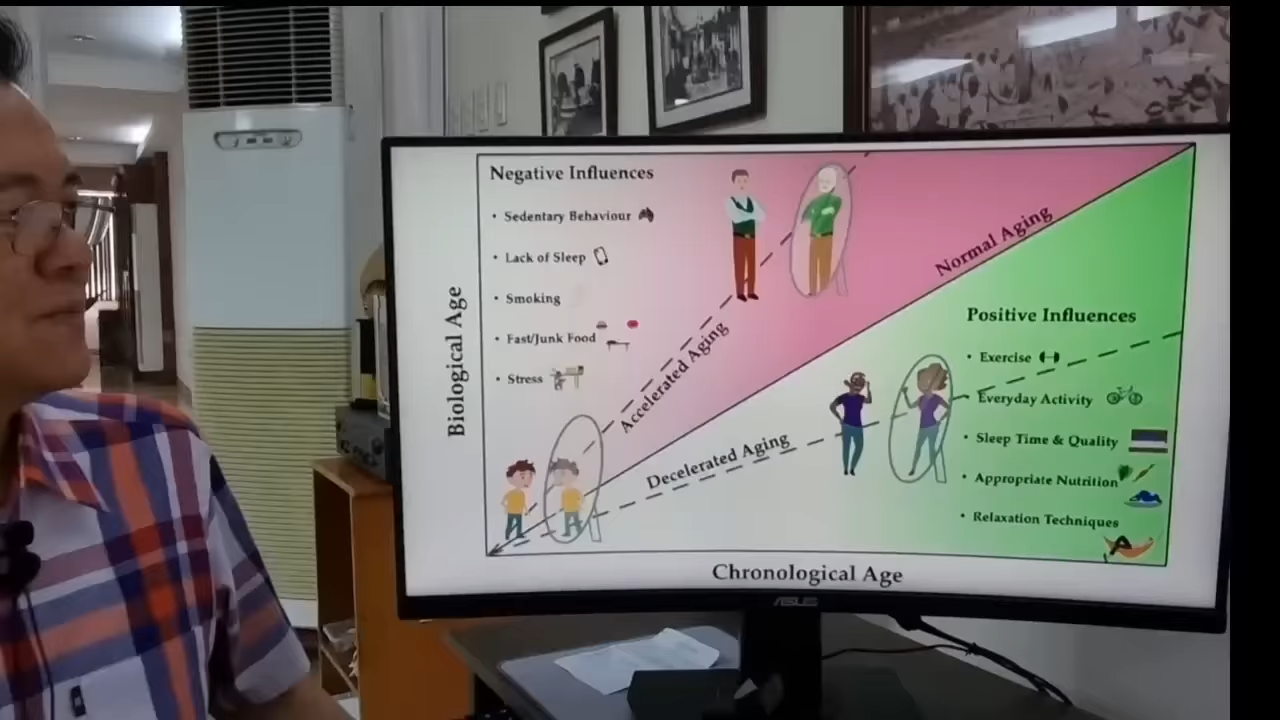 Negative Influences
• Sedentary Behaviour
• Lack of Sleep
• Smoking
• Fast/Junk Food
• Stress
Biological Age
Accelerated Aging
Normal Aging
Decelerated Aging
Positive Influences
• Exercise
Everyday Activity
• Sleep Time & Quality
• Appropriate Nutrition
• Relaxation Techniques
Chronological Age
ASUS